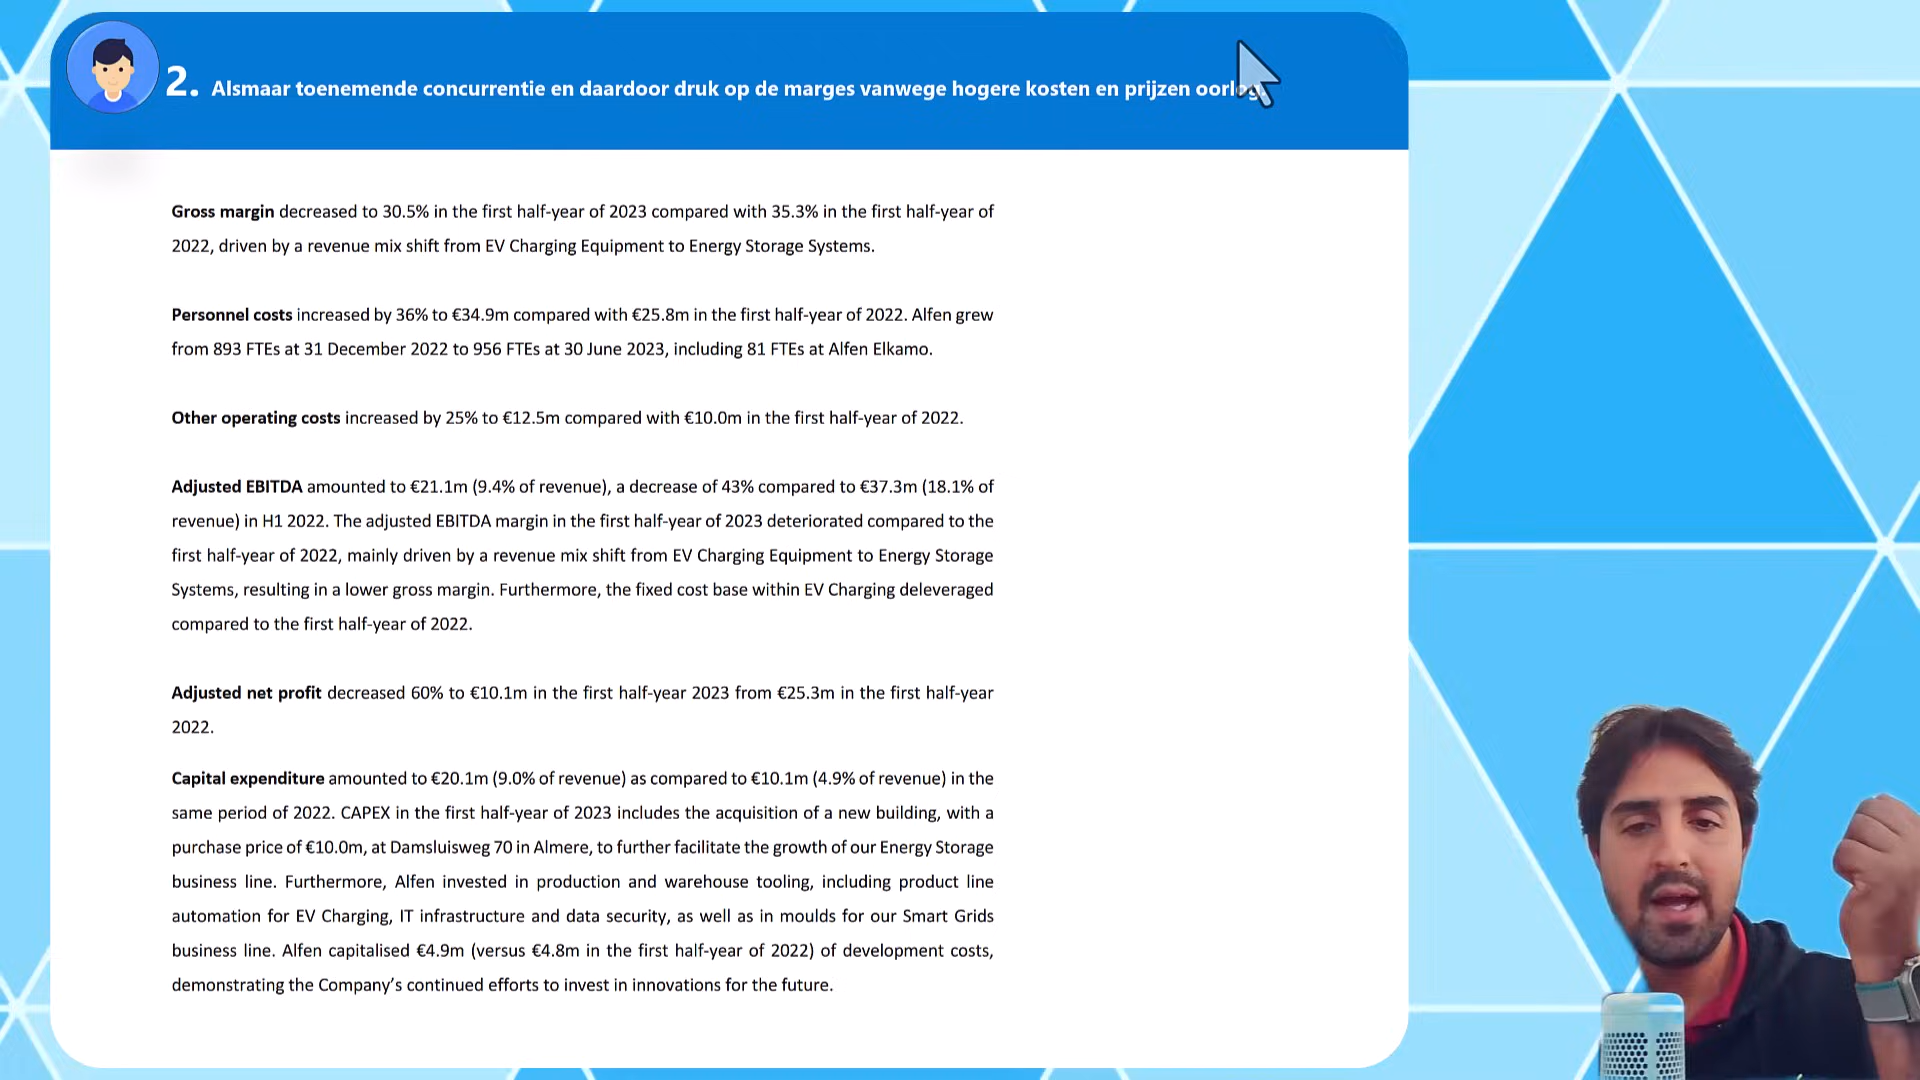 2. Alsmaar toenemende concurrentie en daardoor druk op de marges vanwege hogere kosten en prijzen oorlog
Gross margin decreased to 30.5% in the first half-year of 2023 compared with 35.3% in the first half-year of
2022, driven by a revenue mix shift from EV Charging Equipment to Energy Storage Systems.
Personnel costs increased by 36% to €34.9m compared with €25.8m in the first half-year of 2022. Alfen grew
from 893 FTEs at 31 December 2022 to 956 FTEs at 30 June 2023, including 81 FTEs at Alfen Elkamo.
Other operating costs increased by 25% to €12.5m compared with €10.0m in the first half-year of 2022.
Adjusted EBITDA amounted to €21.1m (9.4% of revenue), a decrease of 43% compared to €37.3m (18.1% of
revenue) in H1 2022. The adjusted EBITDA margin in the first half-year of 2023 deteriorated compared to the
first half-year of 2022, mainly driven by a revenue mix shift from EV Charging Equipment to Energy Storage
Systems, resulting in a lower gross margin. Furthermore, the fixed cost base within EV Charging deleveraged
compared to the first half-year of 2022.
Adjusted net profit decreased 60% to €10.1m in the first half-year 2023 from €25.3m in the first half-year
2022.
Capital expenditure amounted to €20.1m (9.0% of revenue) as compared to €10.1m (4.9% of revenue) in the
same period of 2022. CAPEX in the first half-year of 2023 includes the acquisition of a new building, with a
purchase price of €10.0m, at Damsluisweg 70 in Almere, to further facilitate the growth of our Energy Storage
business line. Furthermore, Alfen invested in production and warehouse tooling, including product line
automation for EV Charging, IT infrastructure and data security, as well as in moulds for our Smart Grids
business line. Alfen capitalised €4.9m (versus €4.8m in the first half-year of 2022) of development costs,
demonstrating the Company's continued efforts to invest in innovations for the future.